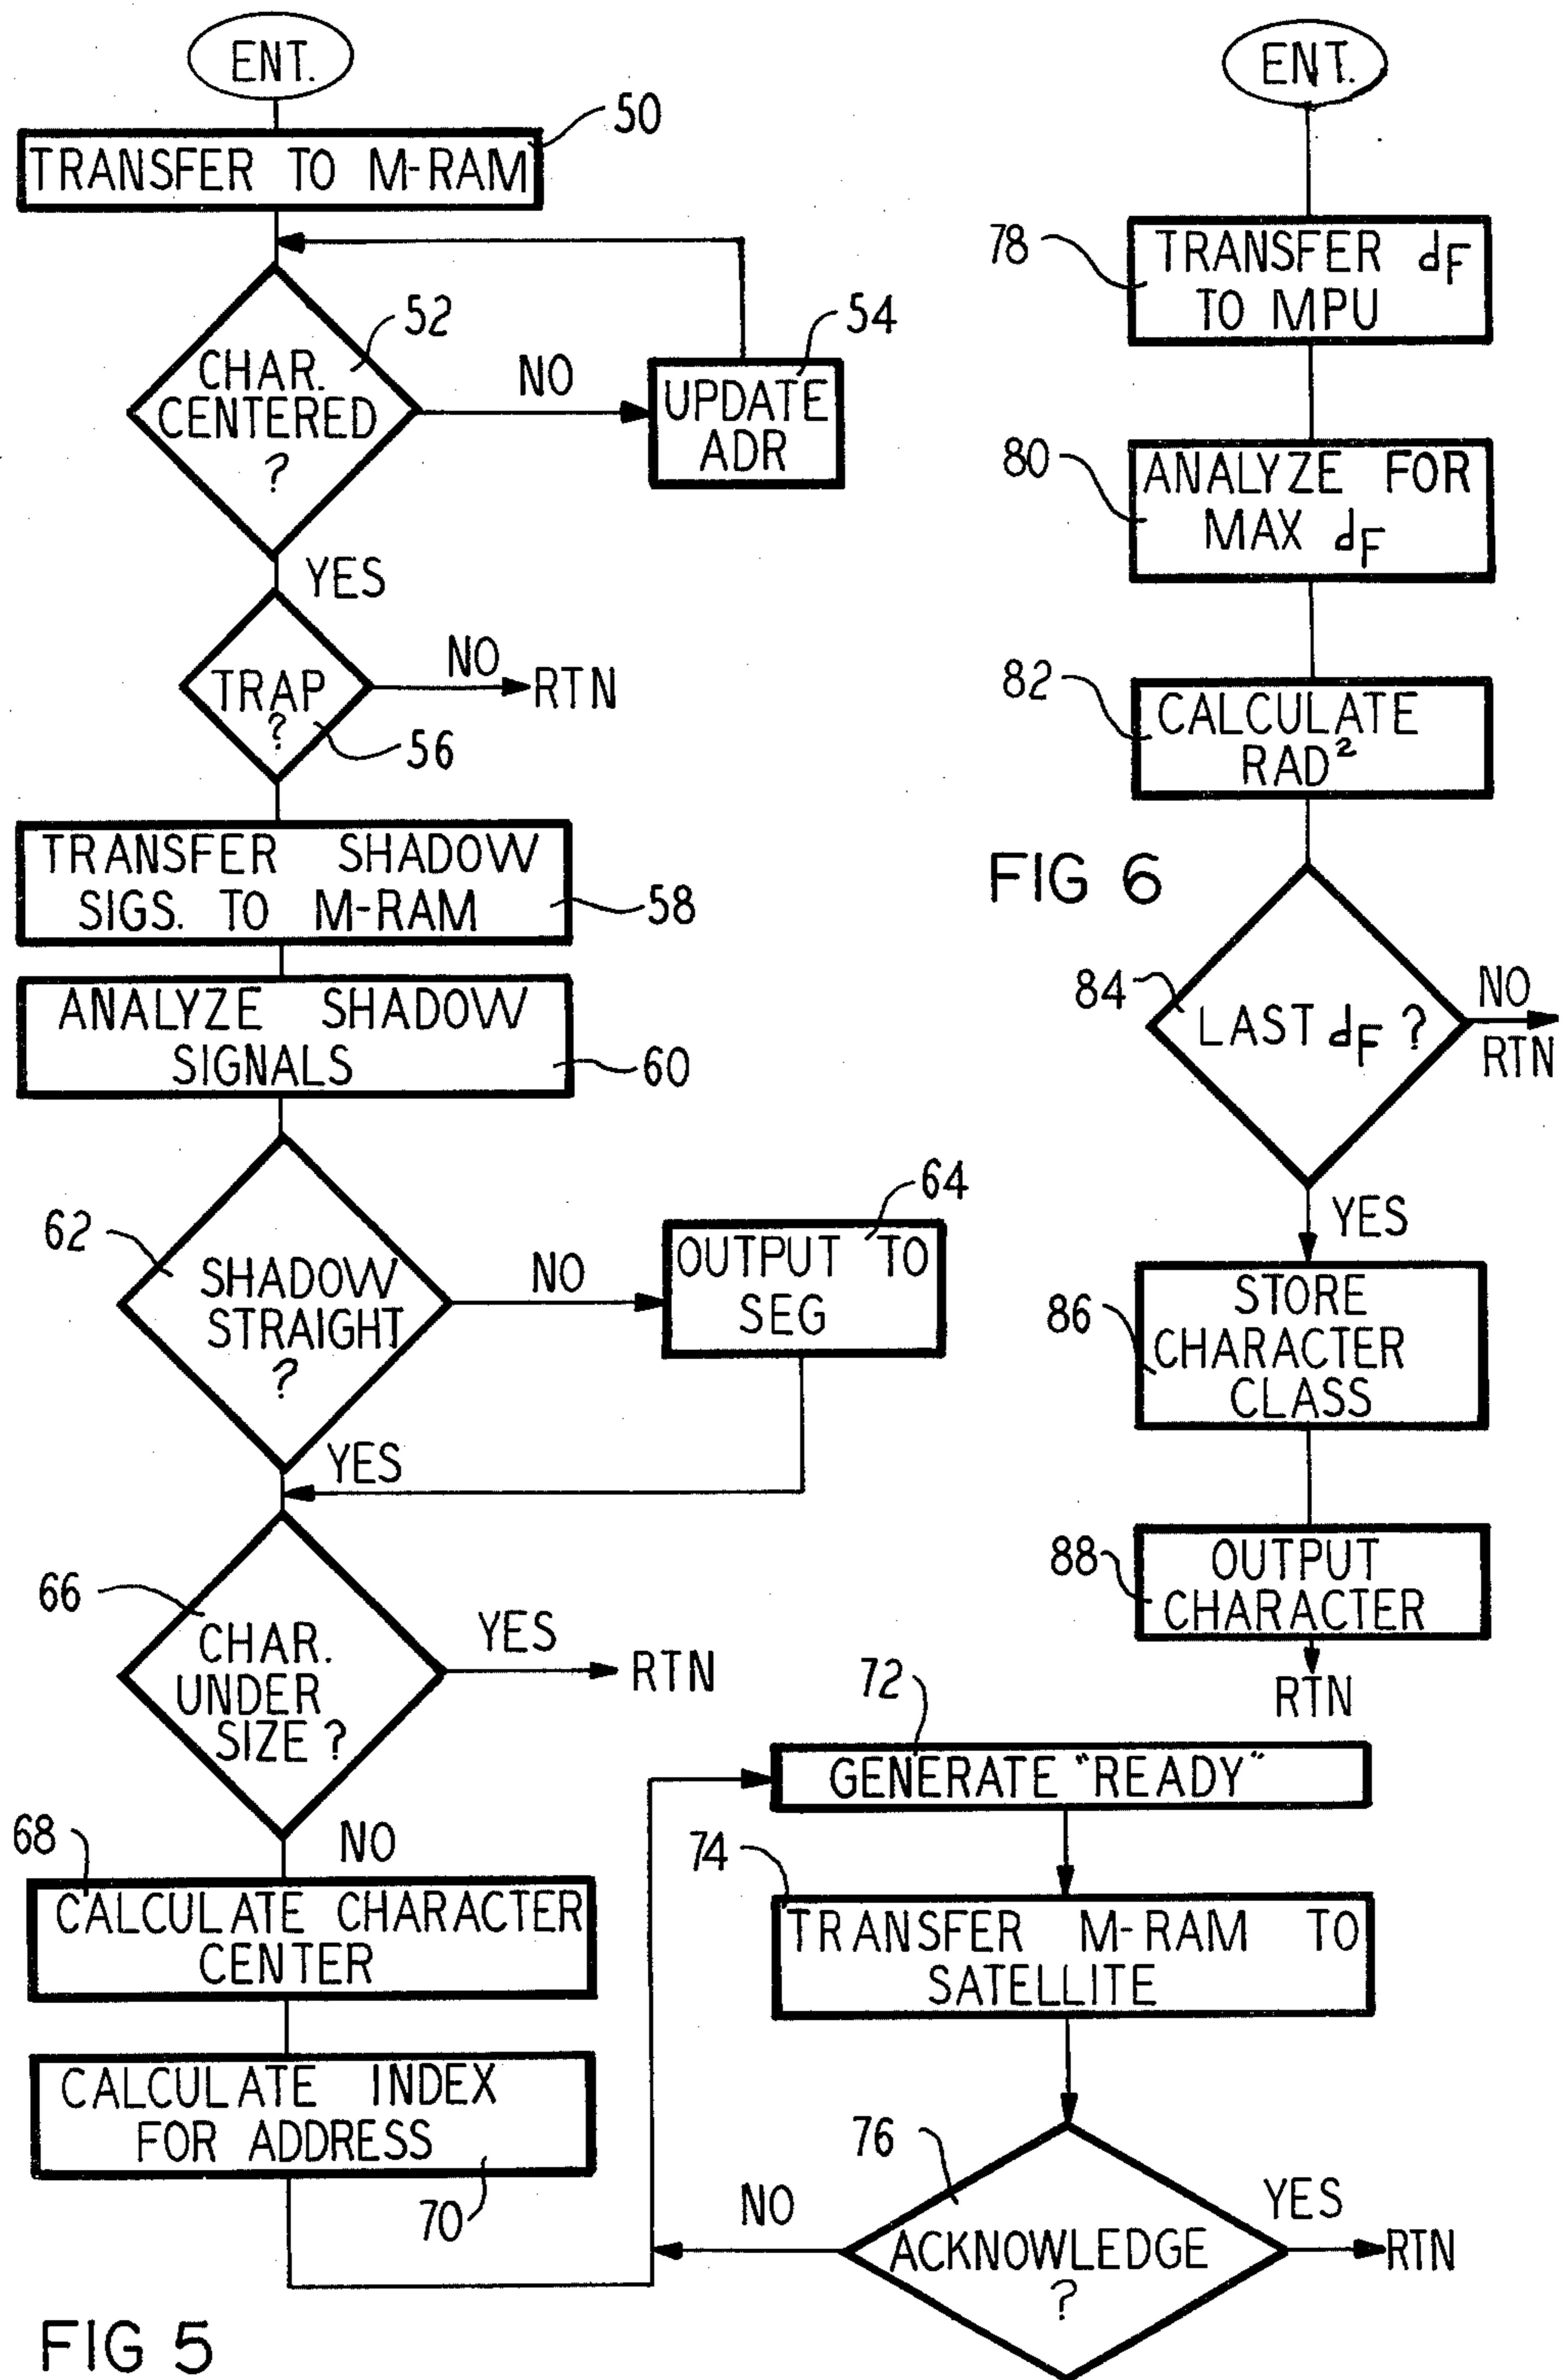 ENT.
50
TRANSFER TO M-RAM
52
CHAR.
CENTERED
?
NO
54
UPDATE
ADR
YES
TRAP
?
NO
RTN
56
TRANSFER SHADOW
SIGS. TO M-RAM
58
ANALYZE SHADOW
SIGNALS
60
62
SHADOW
STRAIGHT
?
NO
64
OUTPUT TO
SEG
YES
66
CHAR.
UNDER
SIZE ?
YES
RTN
NO
68
CALCULATE CHARACTER
CENTER
CALCULATE INDEX
FOR ADDRESS
70
72
GENERATE "READY"
74
TRANSFER M-RAM TO
SATELLITE
76
ACKNOWLEDGE
?
NO
YES
RTN
FIG 5
ENT.
78
TRANSFER dF
TO MPU
80
ANALYZE FOR
MAX dF
82
CALCULATE
RAD²
FIG 6
84
LAST dF ?
NO
RTN
YES
86
STORE
CHARACTER
CLASS
88
OUTPUT
CHARACTER
RTN